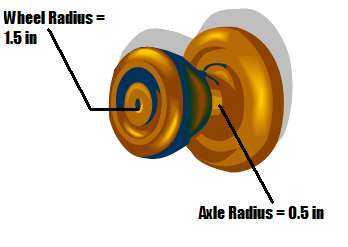 Wheel Radius =
1.5 in
Axle Radius = 0.5 in